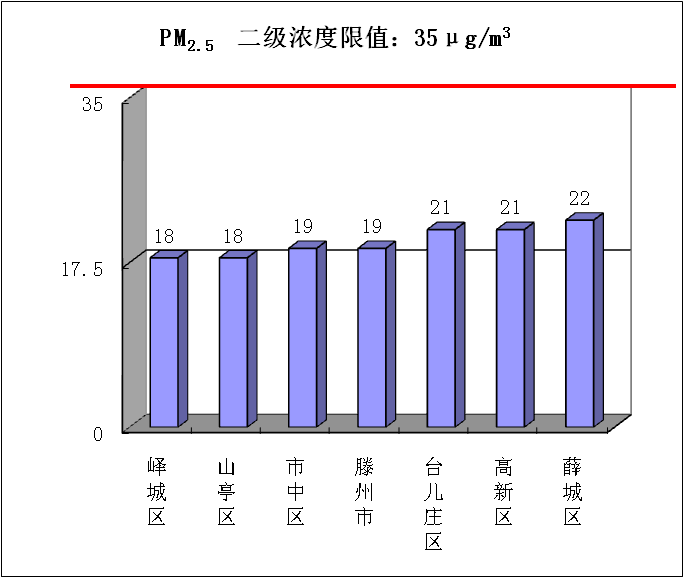 PM2.5 二级浓度限值：35μg/m³
35
17.5
0
18
18
19
19
21
21
22
峄城区
山亭区
市中区
滕州市
台儿庄区
高新区
薛城区